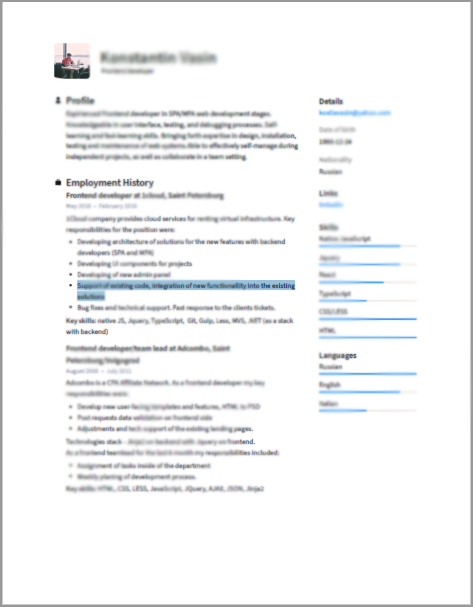 Konstantin Vasin
Frontend developer
Profile
Experienced Frontend developer in SPA/MPA web development stages.
Knowledgeable in user interface, testing, and debugging processes. Self-
learning and fast-learning skills. Bringing forth expertise in design, installation,
testing and maintenance of web systems. Able to effectively self-manage during
independent projects, as well as collaborate in a team setting.
Employment History
Frontend developer at 1cloud, Saint Petersburg
May 2016 – February 2018
1Cloud company provides cloud services for renting virtual infrastructure. Key
responsibilities for the position were:
Developing architecture of solutions for the new features with backend
developers (SPA and MPA)
Developing UI components for projects
Developing of new admin panel
Support of existing code, integration of new functionality into the existing
solutions
Bug fixes and technical support. Fast response to the clients tickets.
Key skills: native JS, Jquery, TypeScript, Git, Gulp, Less, MVS, .NET (as a stack
with backend)
Frontend developer/team lead at Adcombo, Saint
Petersburg/Volgograd
Adcombo is a CPA Affiliate Network. As a frontend developer my key
responsibilities were:
Develop new user-facing templates and features, HTML to PSD
Post requests data validation on frontend side
Adjustments and tech support of the existing landing pages.
Technologies stack - Jinja2 on backend with Jquery on frontend.
As a frontend teamlead for the last 6 month my responsibilities included:
Assignment of tasks inside of the department
Weekly planing of development process.
Key skills: HTML, CSS, LESS, JavaScript, JQuery, AJAX, JSON, Jinja2
Details
Date of birth
Nationality
Russian
Links
linkedin
Skills
Native JavaScript
Jquery
React
TypeScript
CSS/LESS
HTML
Languages
Russian
English
Italian